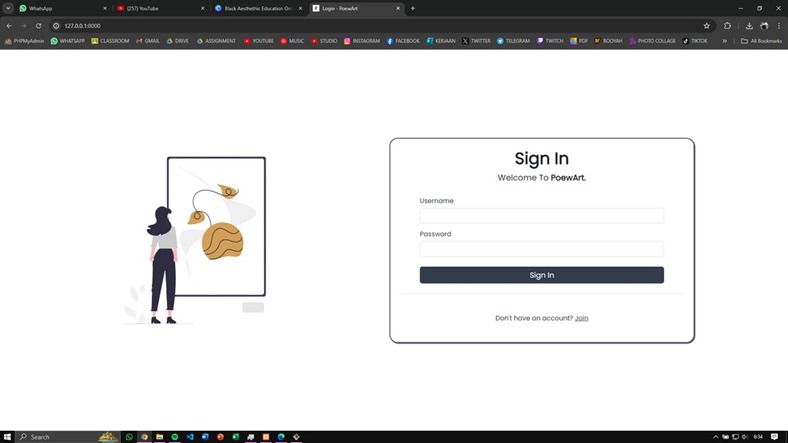 WhatsApp
(257) YouTube
Black Aesthethic Education Onl
Login - PoewArt
127.0.0.1:8000
PHPMyAdmin
WHATSAPP
CLASSROOM
GMAIL
DRIVE
ASSIGNMENT
YOUTUBE
MUSIC
STUDIO
INSTAGRAM
FACEBOOK
KERJAAN
TWITTER
TELEGRAM
TWITCH
PDF
BOOYAH
PHOTO COLLAGE
TIKTOK
All Bookmarks
Sign In
Welcome To PoewArt.
Username
Password
Sign In
Don't have an account? Join
Search
6:34